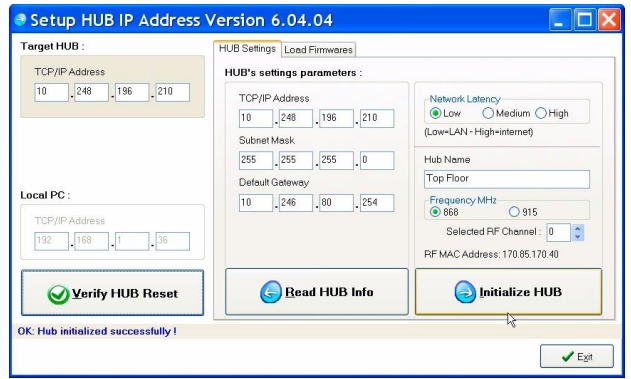 Setup HUB IP Address Version 6.04.04
Target HUB :
TCP/IP Address
10 . 248 . 196 . 210
Local PC :
TCP/IP Address
192 . 168 . 1 . 36
Verify HUB Reset
HUB Settings Load Firmwares
HUB's settings parameters :
TCP/IP Address
10 . 248 . 196 . 210
Subnet Mask
255 . 255 . 255 . 0
Default Gateway
10 . 246 . 80 . 254
Read HUB Info
Network Latency
Low Medium High
(Low=LAN - High=internet)
Hub Name
Top Floor
Frequency MHz
868 915
Selected RF Channel : 0
RF MAC Address: 170.85.170.40
Initialize HUB
OK: Hub initialized successfully !
Exit